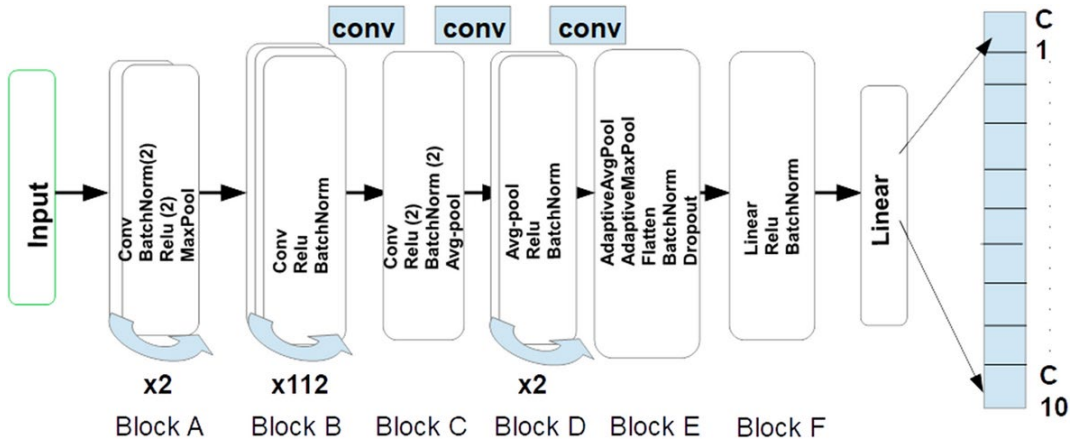 conv
conv
conv
Input
Conv
BatchNorm(2)
Relu (2)
MaxPool
Conv
Relu
BatchNorm
Conv
Relu (2)
BatchNorm (2)
Avg-pool
Avg-pool
Relu
BatchNorm
AdaptiveAvgPool
AdaptiveMaxPool
Flatten
BatchNorm
Dropout
Linear
Relu
BatchNorm
Linear
C
1
C
10
x2
x112
x2
Block A
Block B
Block C
Block D
Block E
Block F